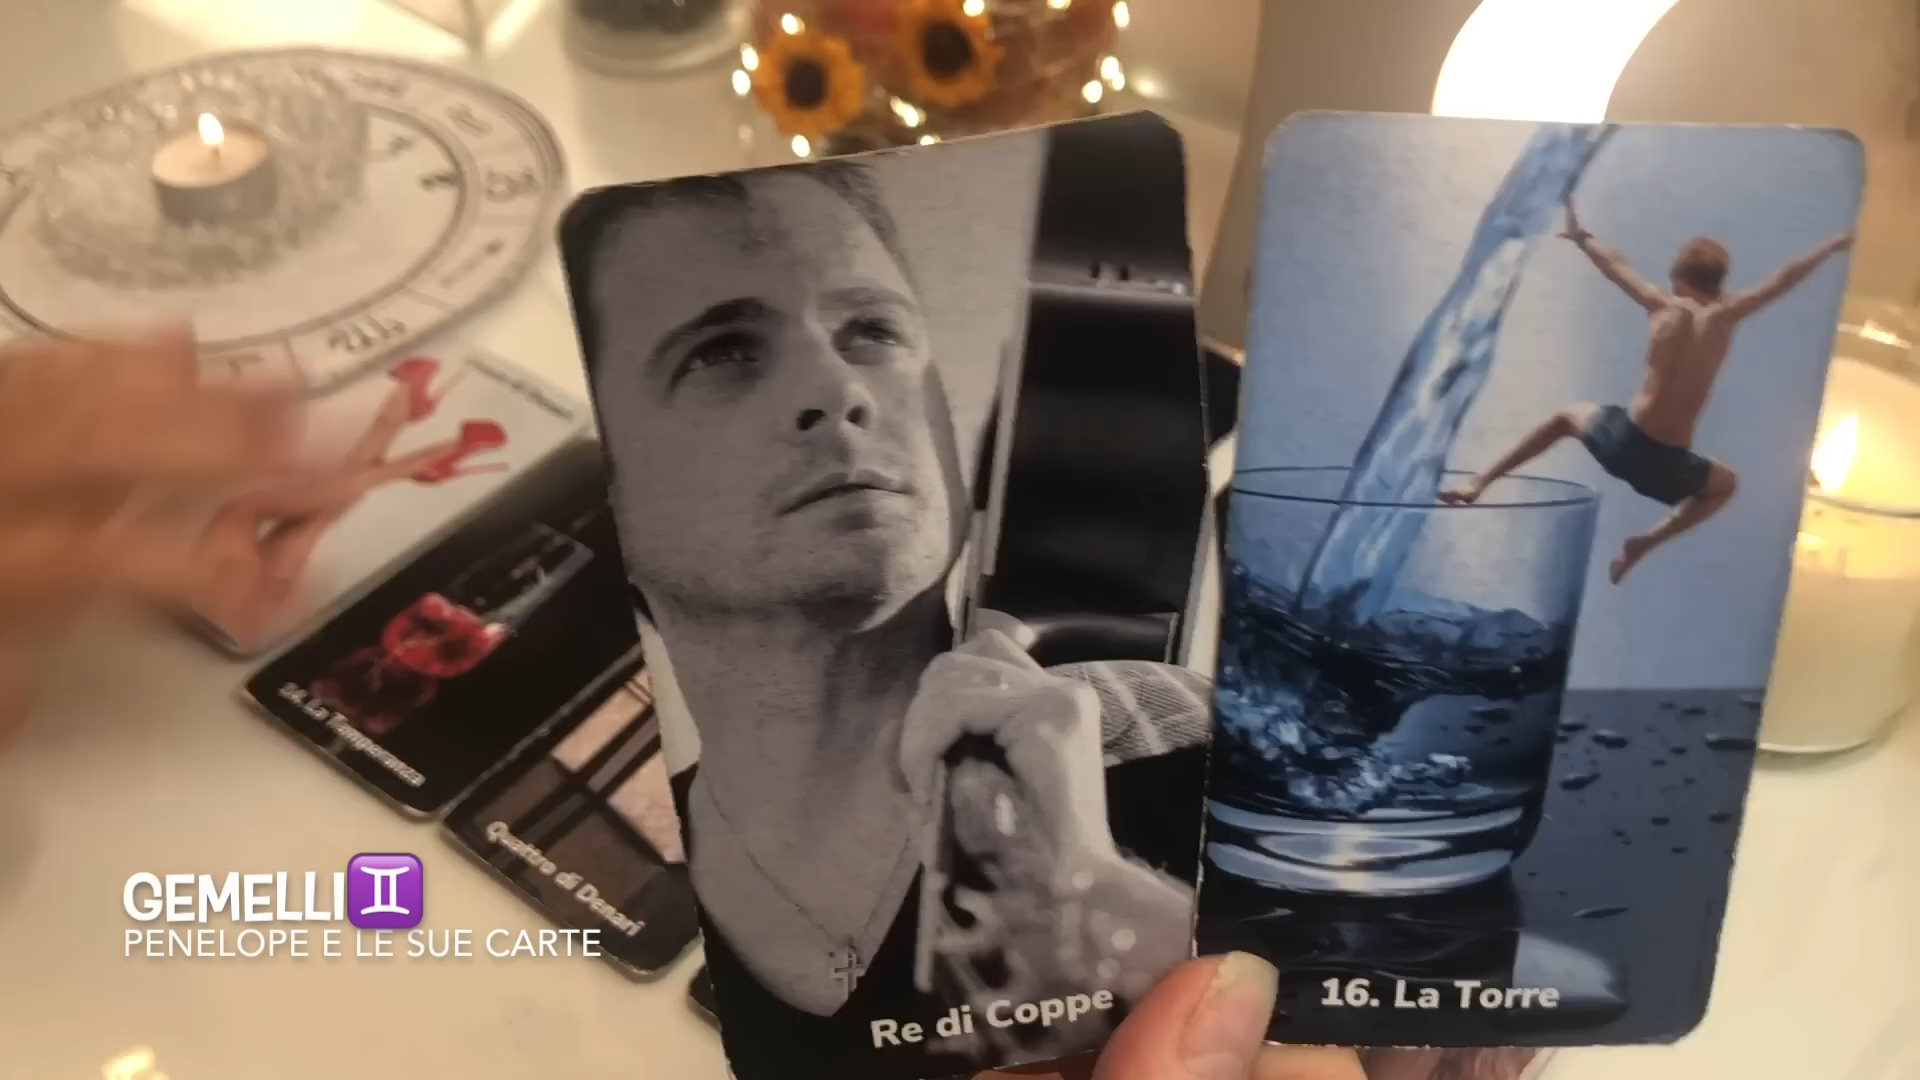 14. La Temperanza
Quattro di Denari
Re di Coppe
16. La Torre
GEMELLI♊
PENELOPE E LE SUE CARTE